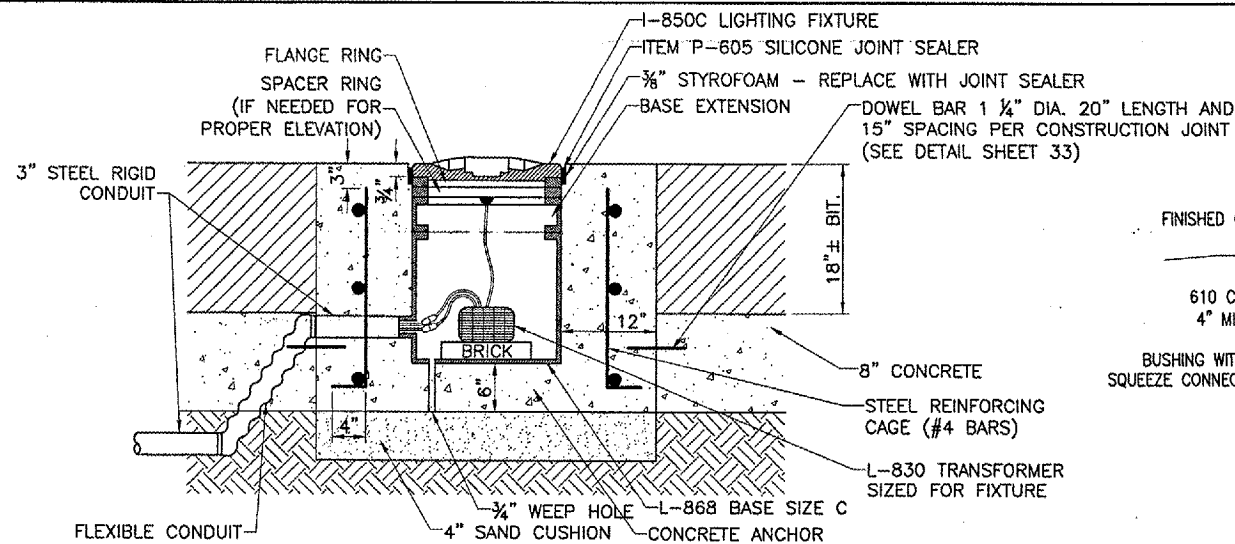 I-850C LIGHTING FIXTURE
FLANGE RING
ITEM P-605 SILICONE JOINT SEALER
SPACER RING
(IF NEEDED FOR
PROPER ELEVATION)
⅜" STYROFOAM - REPLACE WITH JOINT SEALER
BASE EXTENSION
DOWEL BAR 1 ¼" DIA. 20" LENGTH AND
15" SPACING PER CONSTRUCTION JOINT
(SEE DETAIL SHEET 33)
3" STEEL RIGID
CONDUIT
3"
¾"
18"± BIT.
FINISHED
610 C
4" M
12"
BRICK
BUSHING WIT
SQUEEZE CONNEC
8" CONCRETE
6"
4"
STEEL REINFORCING
CAGE (#4 BARS)
L-830 TRANSFORMER
SIZED FOR FIXTURE
¾" WEEP HOLE
L-868 BASE SIZE C
FLEXIBLE CONDUIT
4" SAND CUSHION
CONCRETE ANCHOR